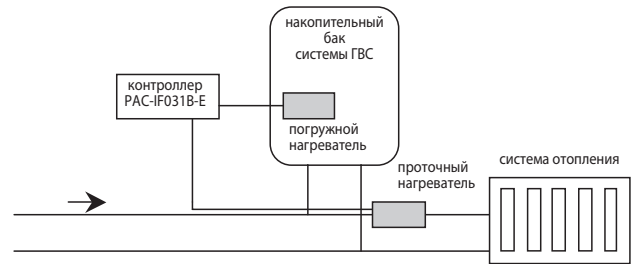 накопительный
бак
системы ГВС
контроллер
PAC-IF031B-E
погружной
нагреватель
проточный
нагреватель
система отопления